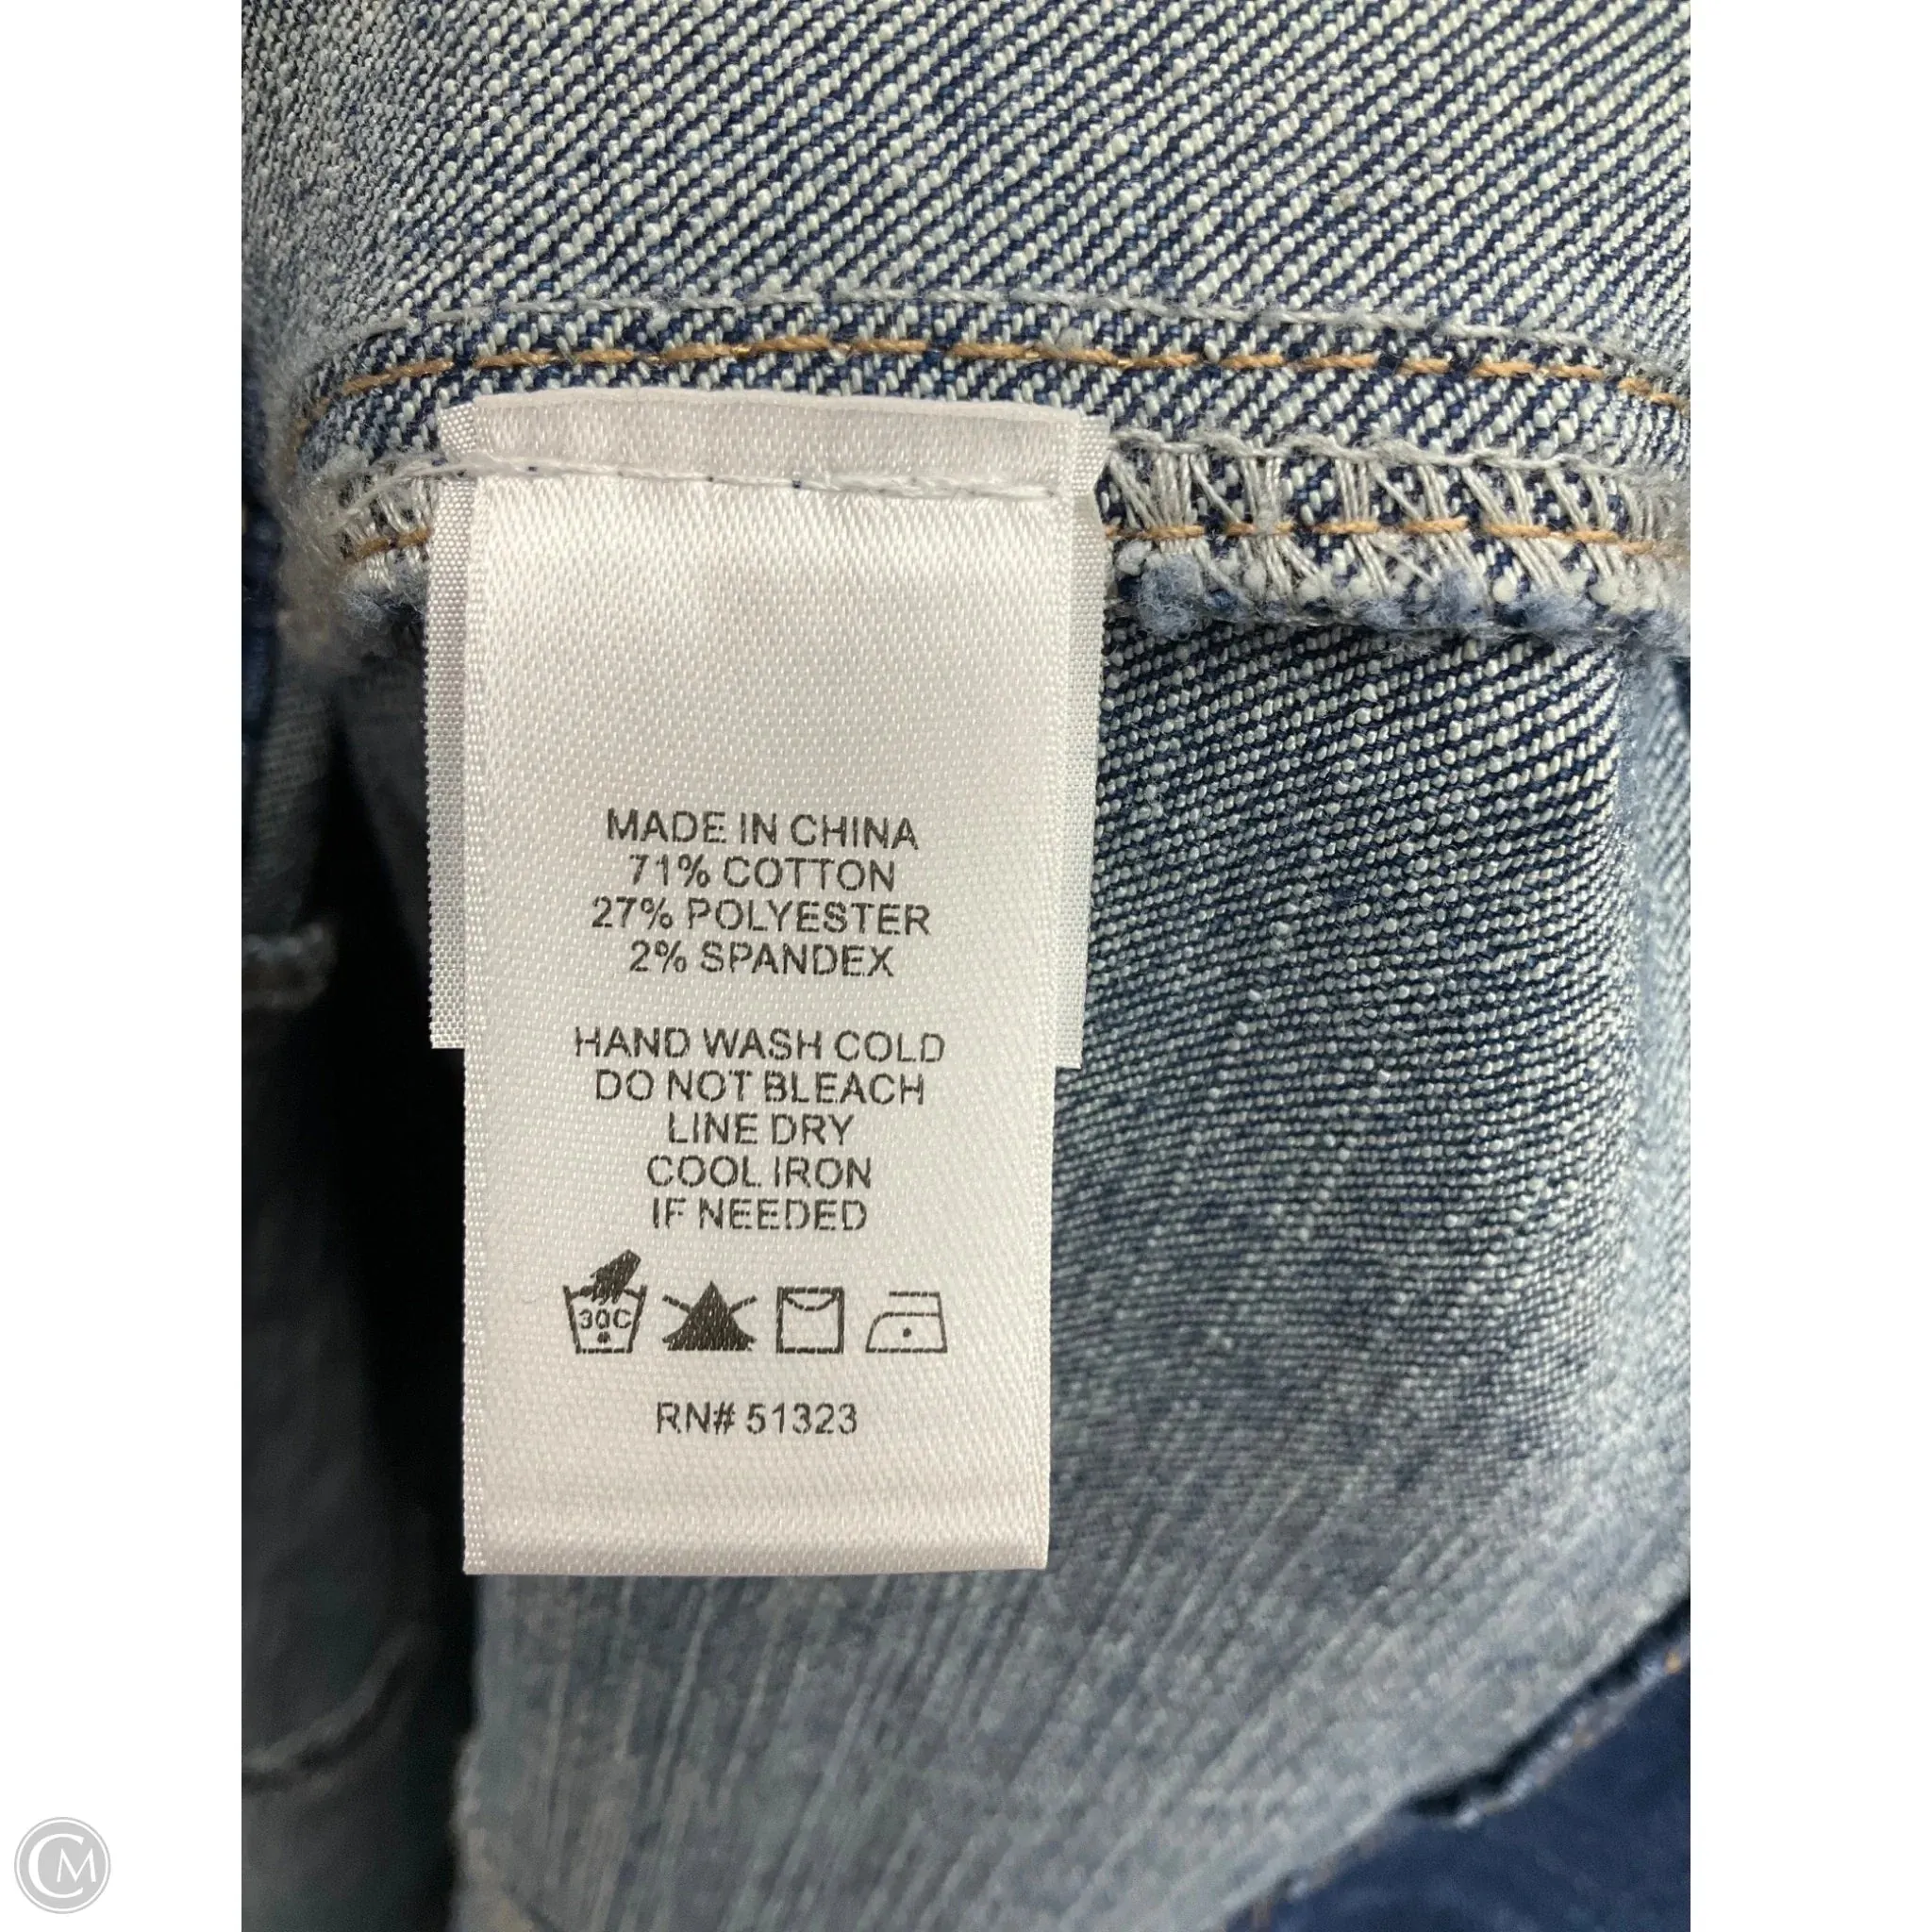 MADE IN CHINA
71% COTTON
27% POLYESTER
2% SPANDEX
HAND WASH COLD
DO NOT BLEACH
LINE DRY
COOL IRON
IF NEEDED
30C
RN# 51323
CM